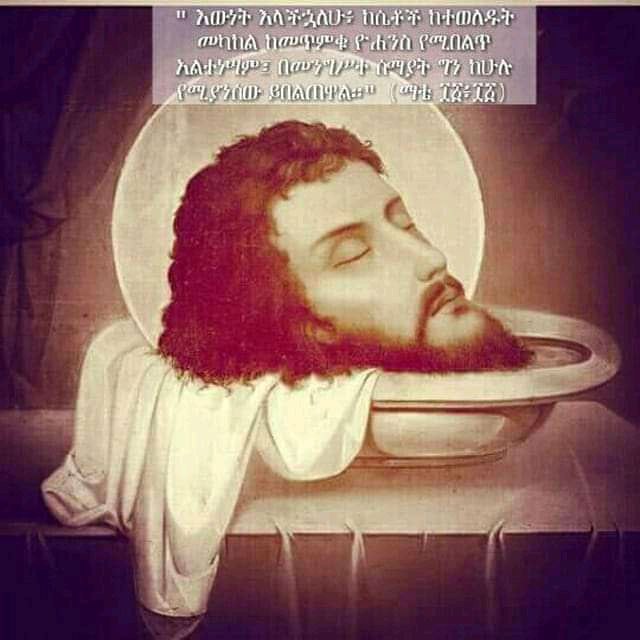 " እውነት እላችኋለሁ፥ ከሴቶች ከተወለዱት
መካከል ከመጥምቁ ዮሐንስ የሚበልጥ
አልተነሣም፤ በመንግሥተ ሰማያት ግን ከሁሉ
የሚያንሰው ይበልጠዋል።" (ማቴ ፲፩፥፲፩)